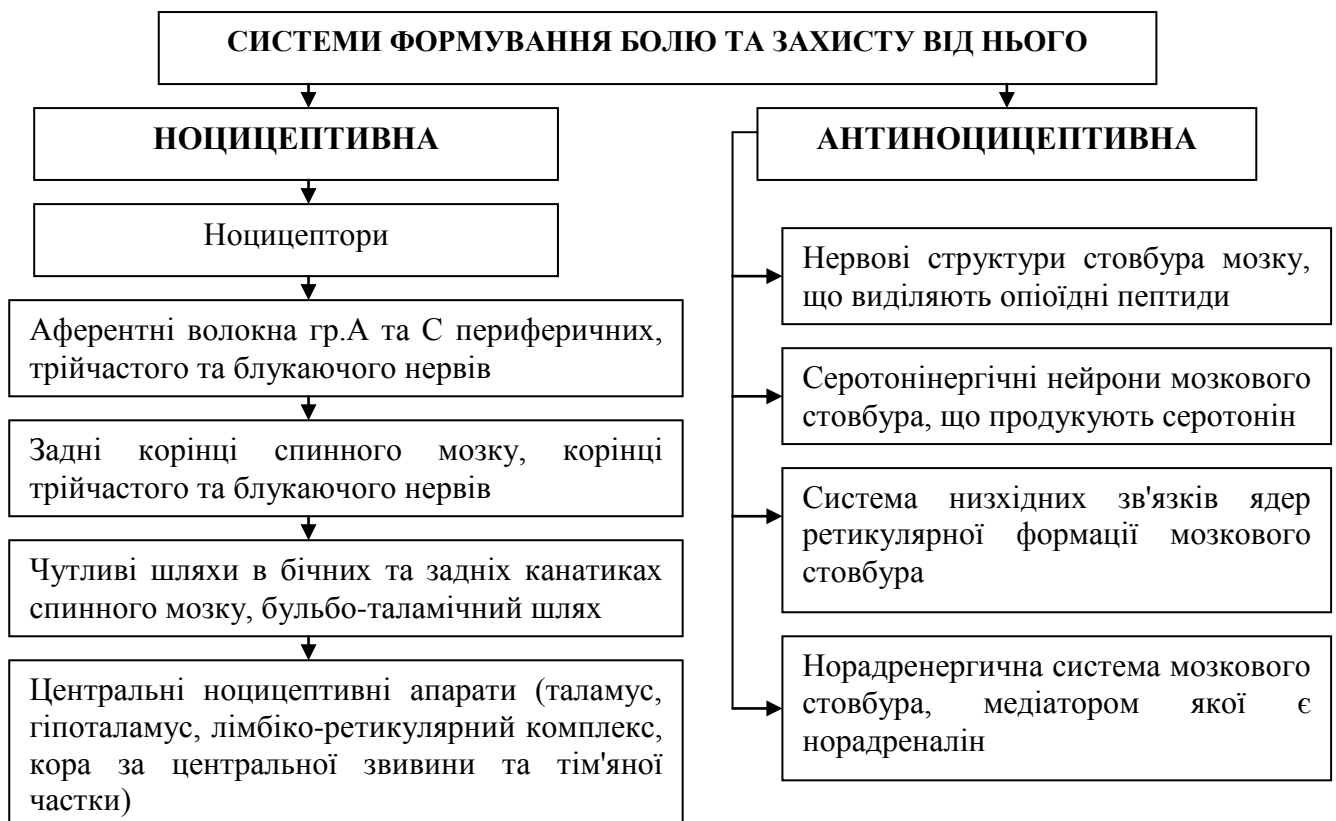 СИСТЕМИ ФОРМУВАННЯ БОЛЮ ТА ЗАХИСТУ ВІД НЬОГО
НОЦИЦЕПТИВНА
Ноцицептори
Аферентні волокна гр.А та С периферичних,
трійчастого та блукаючого нервів
Задні корінці спинного мозку, корінці
трійчастого та блукаючого нервів
Чутливі шляхи в бічних та задніх канатиках
спинного мозку, бульбо-таламічний шлях
Центральні ноцицептивні апарати (таламус,
гіпоталамус, лімбіко-ретикулярний комплекс,
кора за центральної звивини та тім'яної
частки)
АНТИНОЦИЦЕПТИВНА
Нервові структури стовбура мозку,
що виділяють опіоїдні пептиди
Серотонінергічні нейрони мозкового
стовбура, що продукують серотонін
Система низхідних зв'язків ядер
ретикулярної формації мозкового
стовбура
Норадренергична система мозкового
стовбура, медіатором якої є
норадреналін